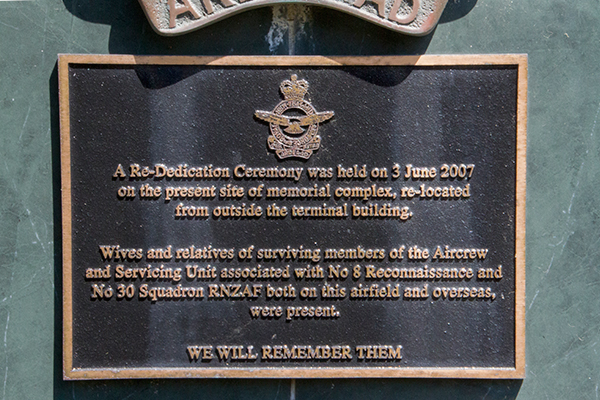 A Re-Dedication Ceremony was held on 3 June 2007
on the present site of memorial complex, re-located
from outside the terminal building.
Wives and relatives of surviving members of the Aircrew
and Servicing Unit associated with No 8 Reconnaissance and
No 30 Squadron RNZAF both on this airfield and overseas,
were present.
WE WILL REMEMBER THEM